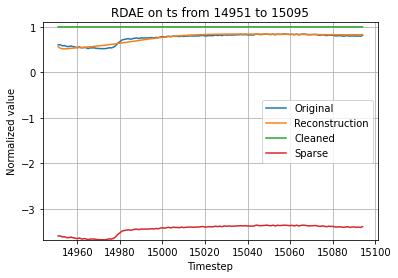 RDAE on ts from 14951 to 15095
Normalized value
1
0
−1
−2
−3
Original
Reconstruction
Cleaned
Sparse
14960 14980 15000 15020 15040 15060 15080 15100
Timestep